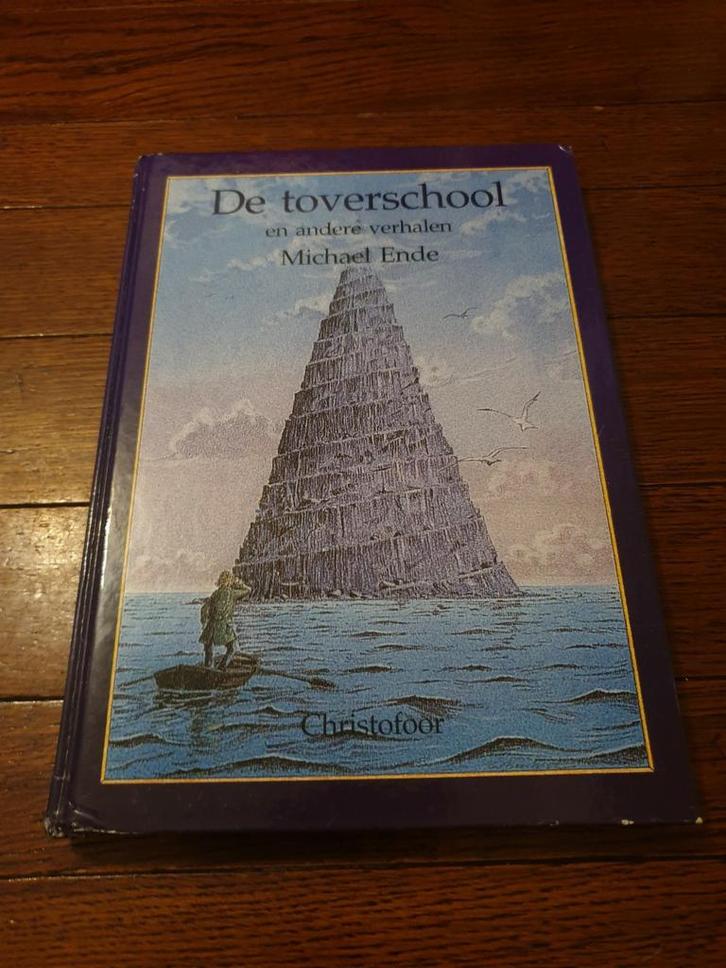 De toverschool
en andere verhalen
Michael Ende
Christofoor